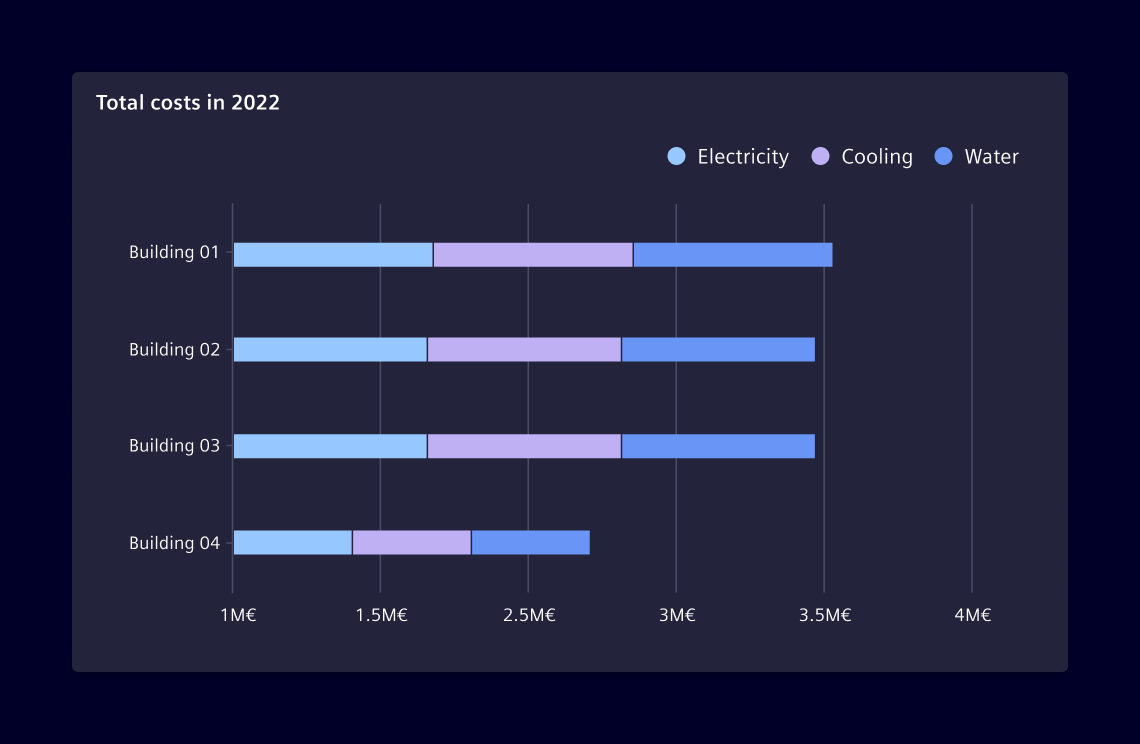 Total costs in 2022
Electricity Cooling Water
Building 01
Building 02
Building 03
Building 04
1M€ 1.5M€ 2.5M€ 3M€ 3.5M€ 4M€